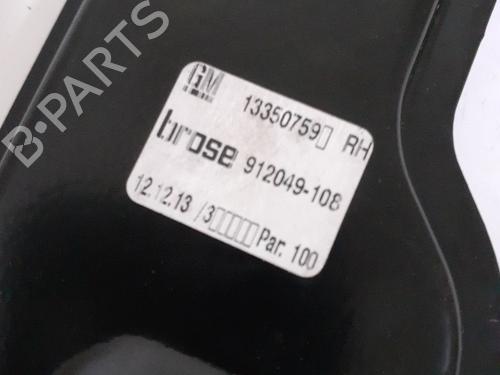 B-PARTS
GM
13350759▯ RH
brose 912049-108
12.12.13 /3▯▯▯▯▯ Par. 100